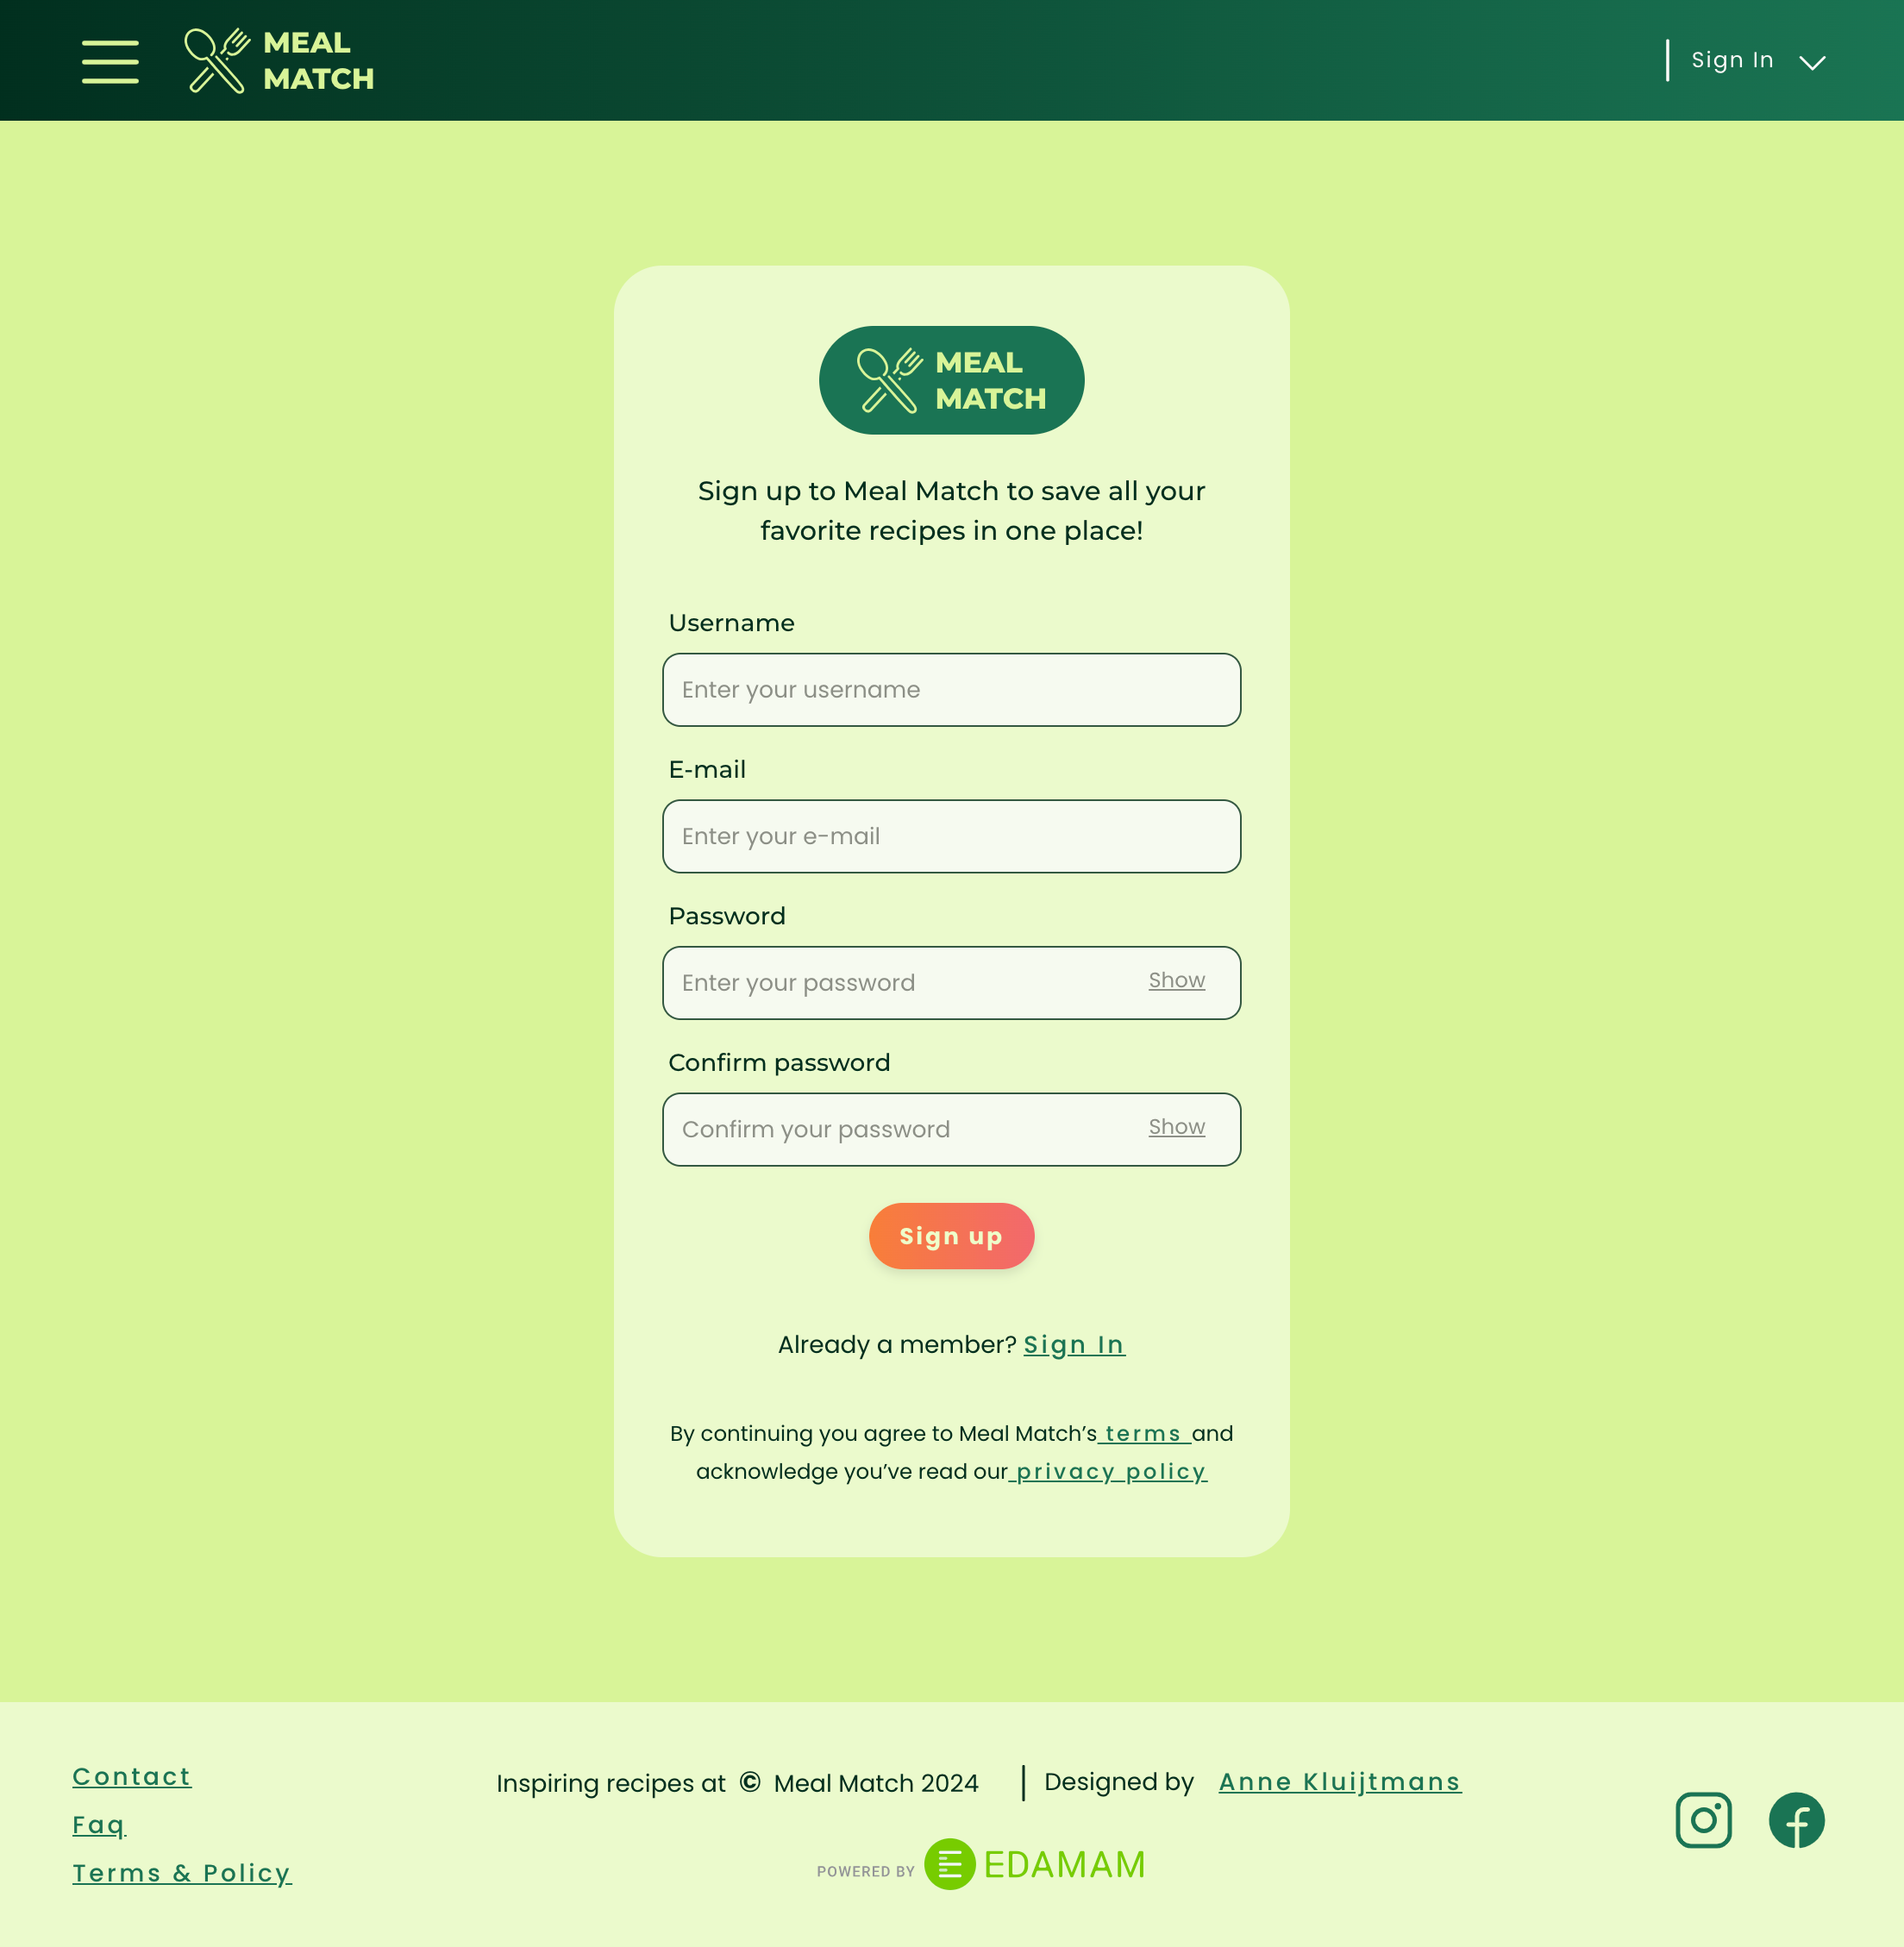 MEAL
MATCH
Sign In
MEAL
MATCH
Sign up to Meal Match to save all your
favorite recipes in one place!
Username
Enter your username
E-mail
Enter your e-mail
Password
Enter your password
Show
Confirm password
Confirm your password
Show
Sign up
Already a member? Sign In
By continuing you agree to Meal Match’s terms and
acknowledge you’ve read our privacy policy
Contact
Faq
Terms & Policy
Inspiring recipes at © Meal Match 2024
Designed by Anne Kluijtmans
POWERED BY EDAMAM